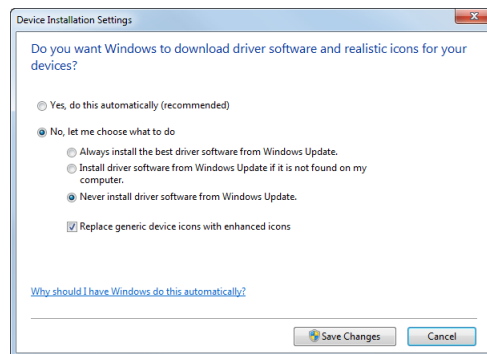 Device Installation Settings
Do you want Windows to download driver software and realistic icons for your
devices?
Yes, do this automatically (recommended)
No, let me choose what to do
Always install the best driver software from Windows Update.
Install driver software from Windows Update if it is not found on my
computer.
Never install driver software from Windows Update.
Replace generic device icons with enhanced icons
Why should I have Windows do this automatically?
Save Changes
Cancel